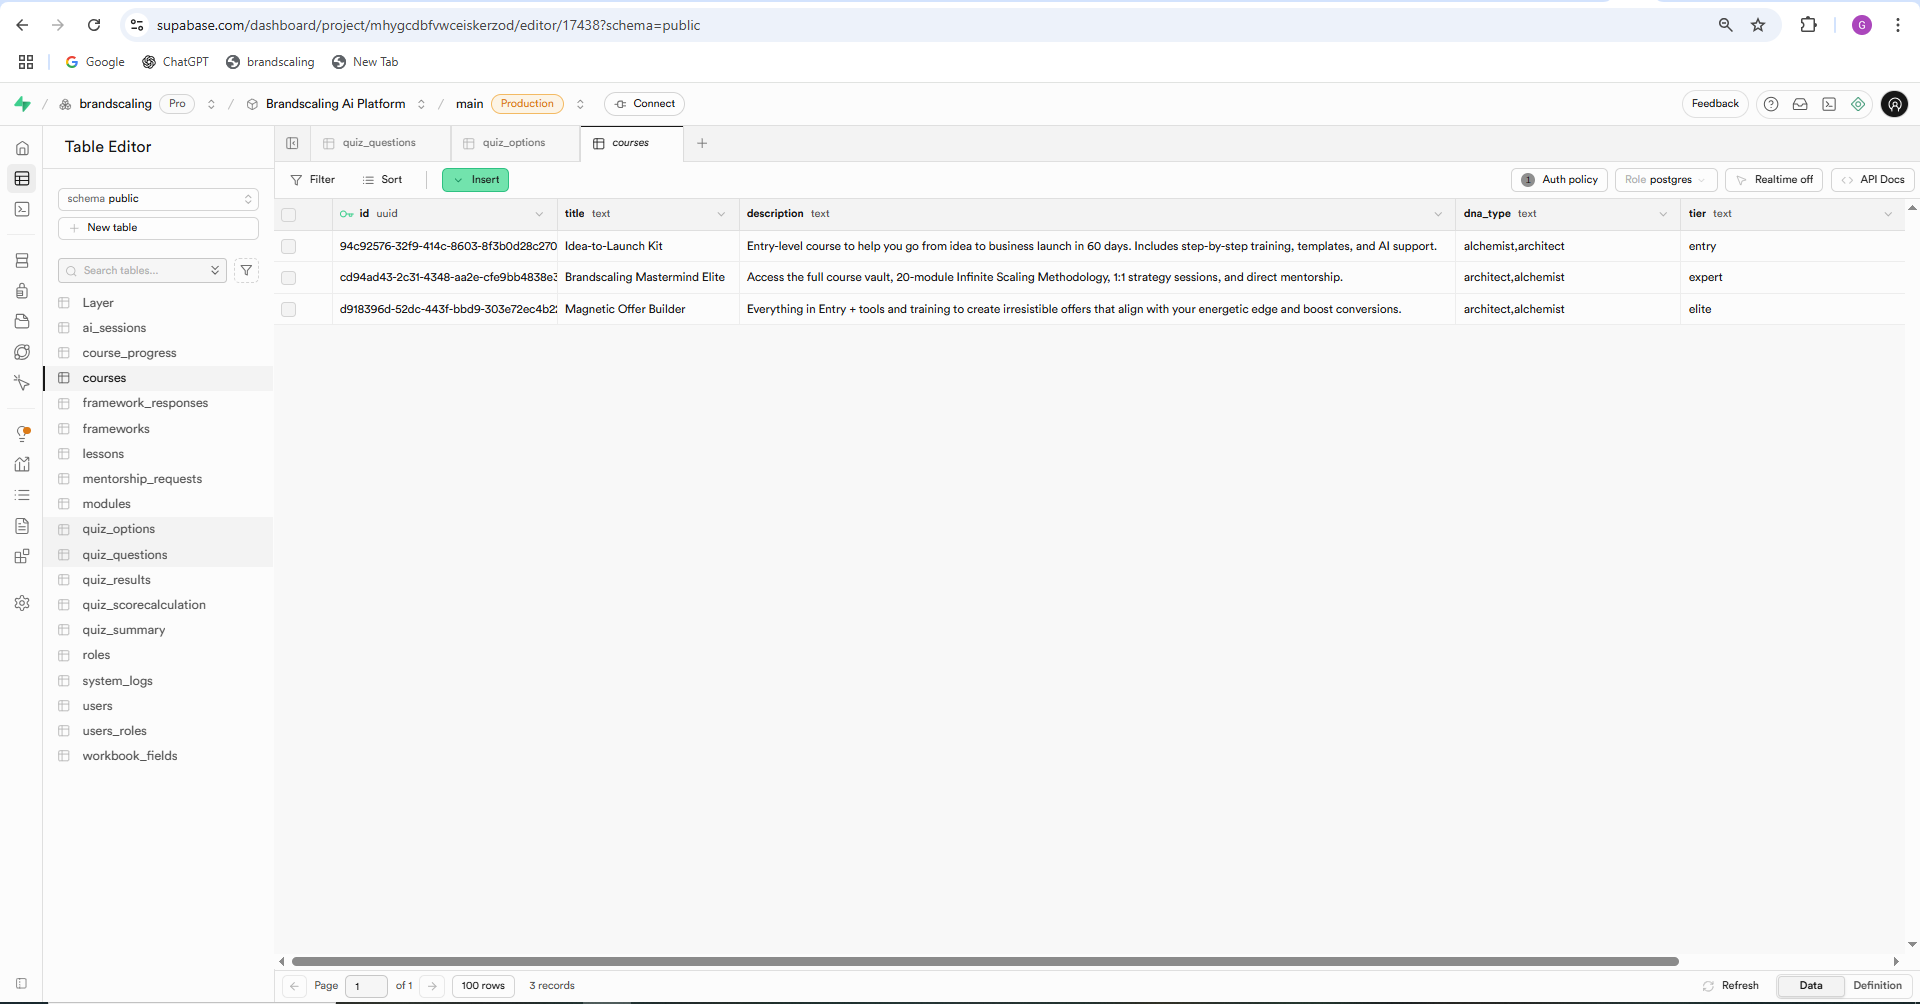 supabase.com/dashboard/project/mhygcdbfvwceiskerzod/editor/17438?schema=public
G
Google ChatGPT brandscaling New Tab
/ brandscaling Pro / Brandscaling Ai Platform / main Production Connect
Feedback
Table Editor
quiz_questions quiz_options courses
schema public
New table
Search tables...
Layer
ai_sessions
course_progress
courses
framework_responses
frameworks
lessons
mentorship_requests
modules
quiz_options
quiz_questions
quiz_results
quiz_scorecalculation
quiz_summary
roles
system_logs
users
users_roles
workbook_fields
Filter Sort Insert
1 Auth policy Role postgres Realtime off API Docs
id uuid title text description text dna_type text tier text
94c92576-32f9-414c-8603-8f3b0d28c270 Idea-to-Launch Kit Entry-level course to help you go from idea to business launch in 60 days. Includes step-by-step training, templates, and AI support. alchemist,architect entry
cd94ad43-2c31-4348-aa2e-cfe9bb4838e3 Brandscaling Mastermind Elite Access the full course vault, 20-module Infinite Scaling Methodology, 1:1 strategy sessions, and direct mentorship. architect,alchemist expert
d918396d-52dc-443f-bbd9-303e72ec4b22 Magnetic Offer Builder Everything in Entry + tools and training to create irresistible offers that align with your energetic edge and boost conversions. architect,alchemist elite
Page 1 of 1 100 rows 3 records
Refresh Data Definition